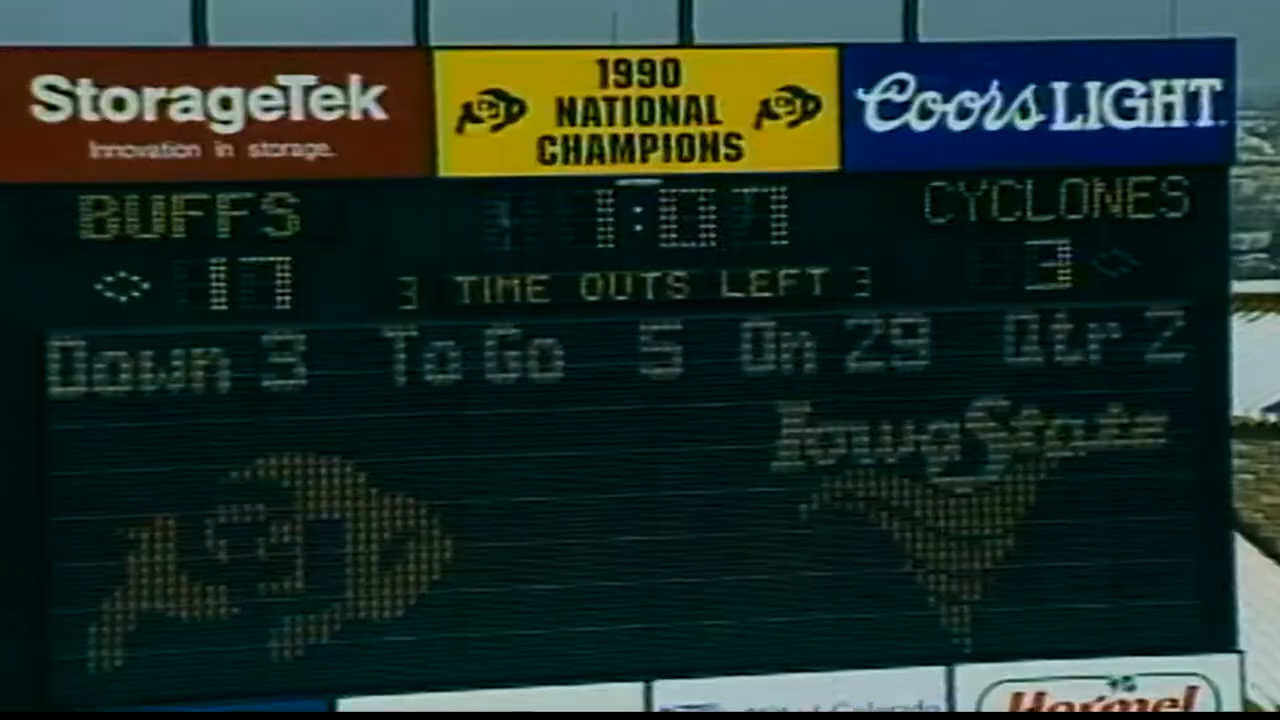 StorageTek
Innovation in storage.
1990
NATIONAL
CHAMPIONS
Coors LIGHT
BUFFS
1:07
CYCLONES
17
3 TIME OUTS LEFT 3
3
Down 3 To Go 5 On 29 Qtr 2
Iowa State
CU
Hormel